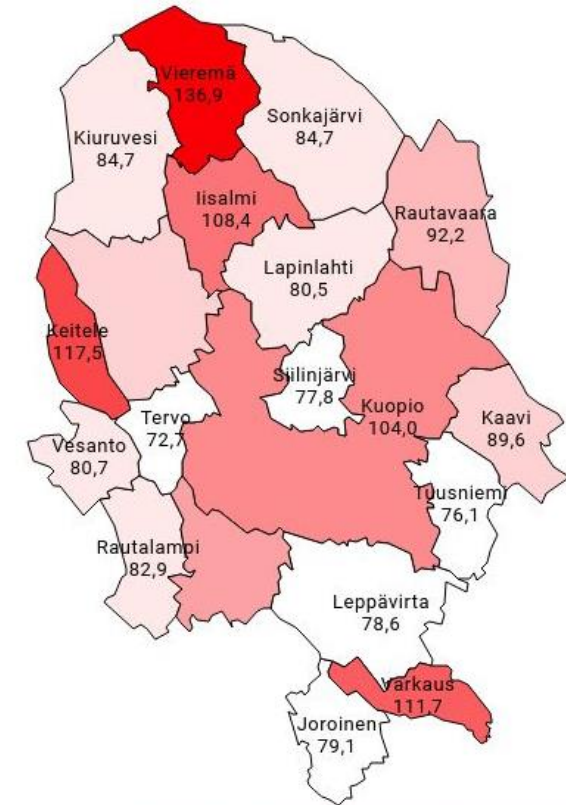 Vieremä
136,9
Sonkajärvi
84,7
Kiuruvesi
84,7
Iisalmi
108,4
Rautavaara
92,2
Lapinlahti
80,5
Keitele
117,5
Siilinjärvi
77,8
Kuopio
104,0
Tervo
72,7
Kaavi
89,6
Vesanto
80,7
Tuusniemi
76,1
Rautalampi
82,9
Leppävirta
78,6
Varkaus
111,7
Joroinen
79,1